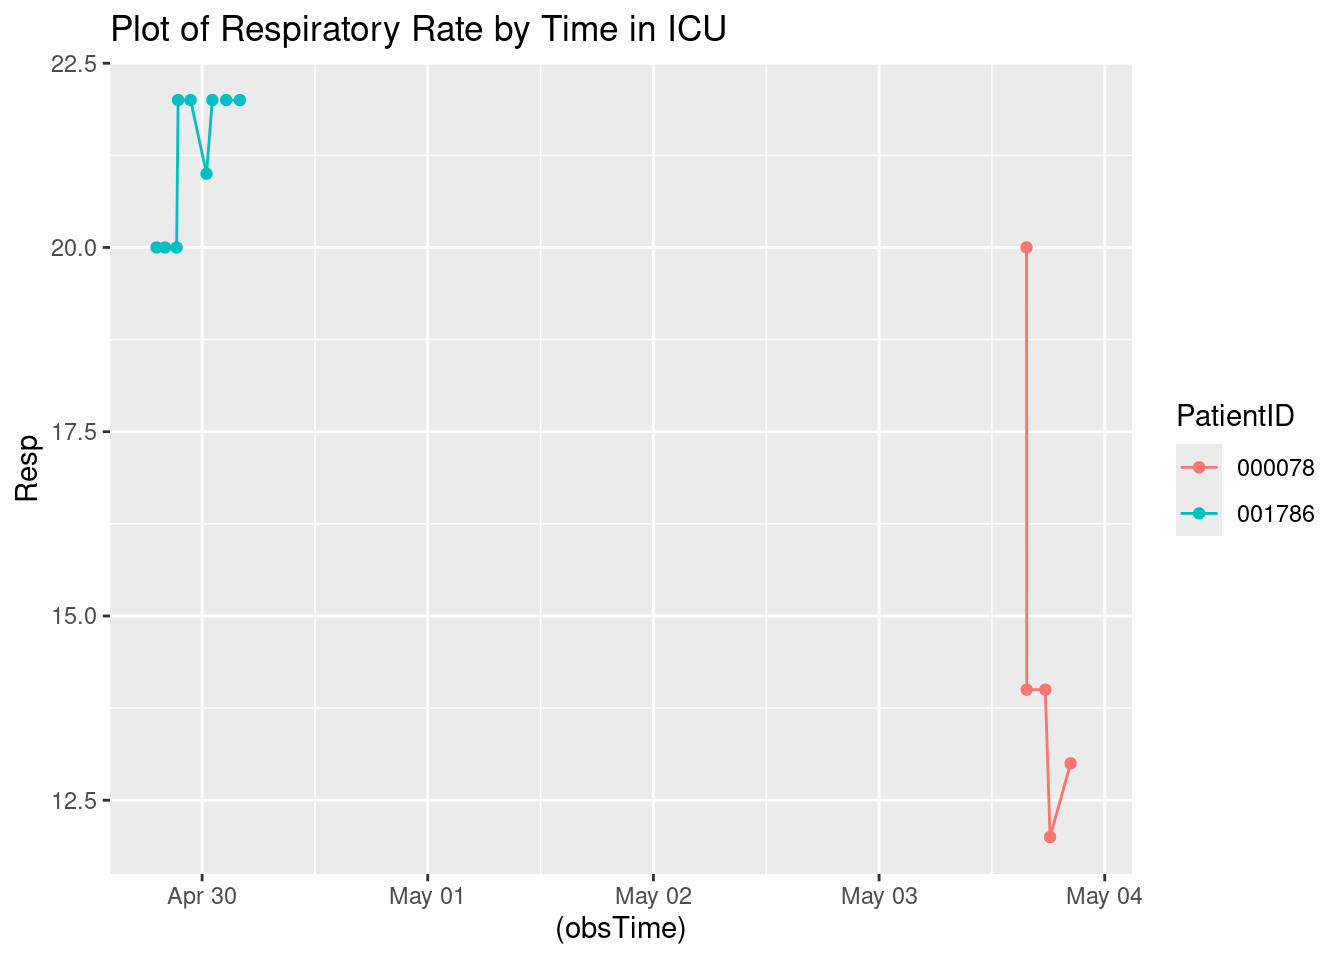 Plot of Respiratory Rate by Time in ICU
22.5
20.0
17.5
15.0
12.5
Resp
Apr 30 May 01 May 02 May 03 May 04
(obsTime)
PatientID
000078
001786